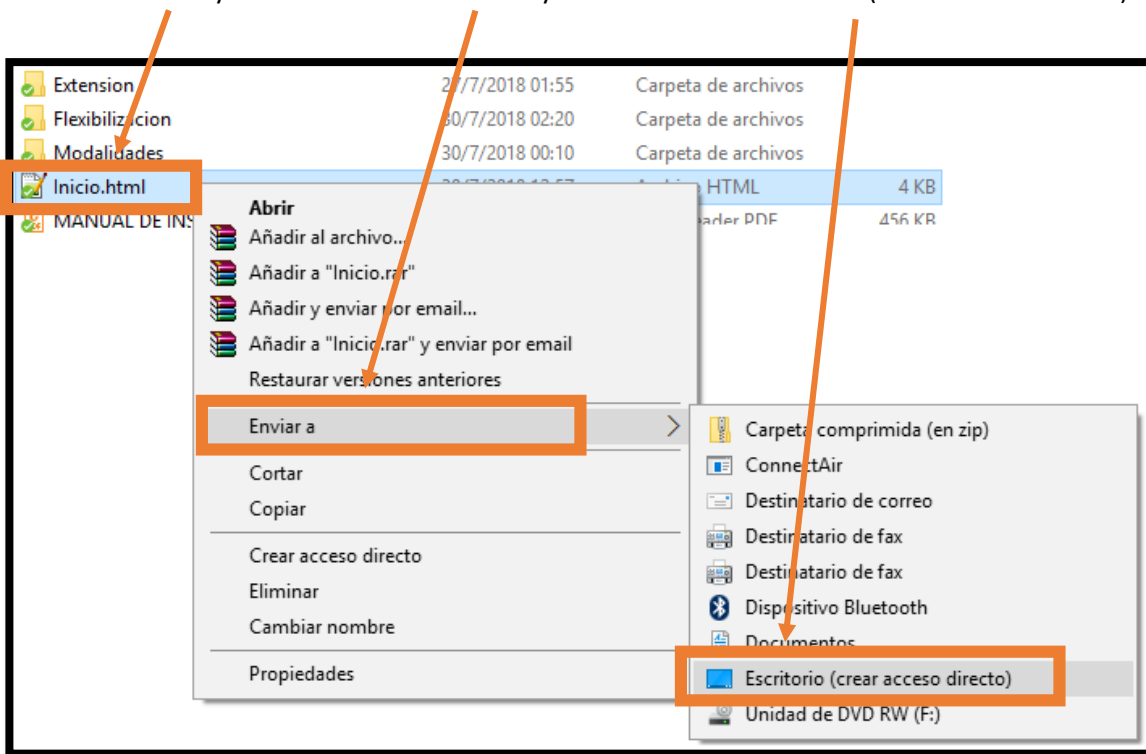 Extension 27/7/2018 01:55 Carpeta de archivos
Flexibilizacion 30/7/2018 02:20 Carpeta de archivos
Modalidades 30/7/2018 00:10 Carpeta de archivos
Inicio.html HTML 4 KB
MANUAL DE INS PDF 456 KB
Abrir
Añadir al archivo...
Añadir a "Inicio.rar"
Añadir y enviar por email...
Añadir a "Inicio.rar" y enviar por email
Restaurar versiones anteriores
Enviar a
Cortar
Copiar
Crear acceso directo
Eliminar
Cambiar nombre
Propiedades
Carpeta comprimida (en zip)
ConnectAir
Destinatario de correo
Destinatario de fax
Destinatario de fax
Dispositivo Bluetooth
Documentos
Escritorio (crear acceso directo)
Unidad de DVD RW (F:)